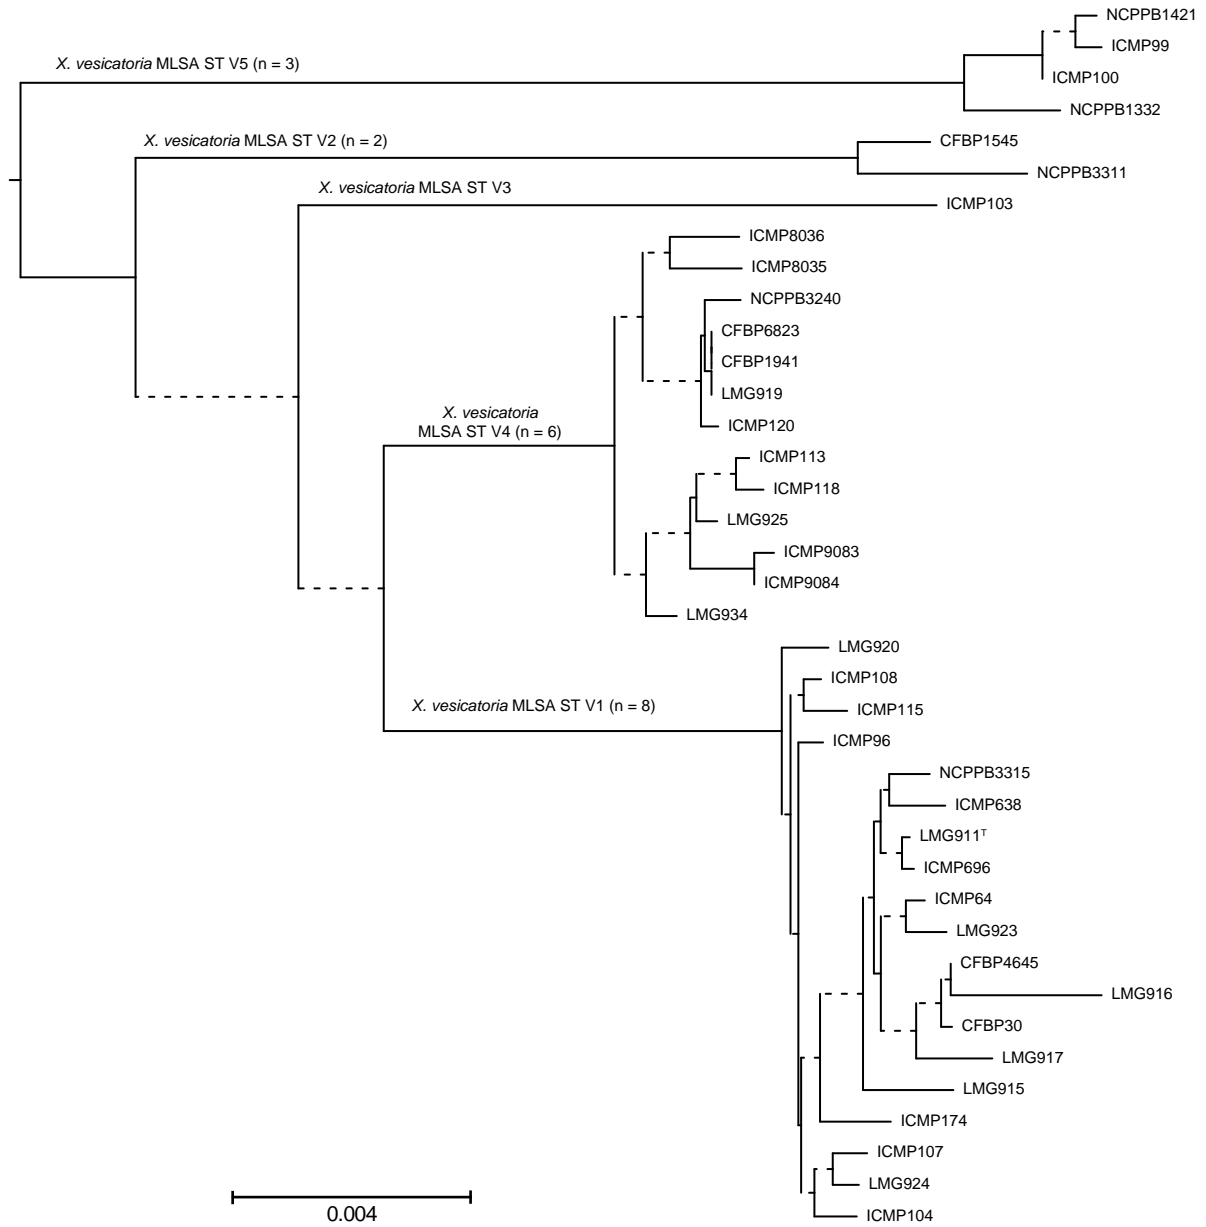 NCPPB1421
ICMP99
X. vesicatoria MLSA ST V5 (n = 3)
ICMP100
NCPPB1332
X. vesicatoria MLSA ST V2 (n = 2)
CFBP1545
NCPPB3311
X. vesicatoria MLSA ST V3
ICMP103
ICMP8036
ICMP8035
NCPPB3240
CFBP6823
CFBP1941
LMG919
X. vesicatoria
MLSA ST V4 (n = 6)
ICMP120
ICMP113
ICMP118
LMG925
ICMP9083
ICMP9084
LMG934
LMG920
ICMP108
X. vesicatoria MLSA ST V1 (n = 8)
ICMP115
ICMP96
NCPPB3315
ICMP638
LMG911ᵀ
ICMP696
ICMP64
LMG923
CFBP4645
LMG916
CFBP30
LMG917
LMG915
ICMP174
ICMP107
LMG924
ICMP104
0.004